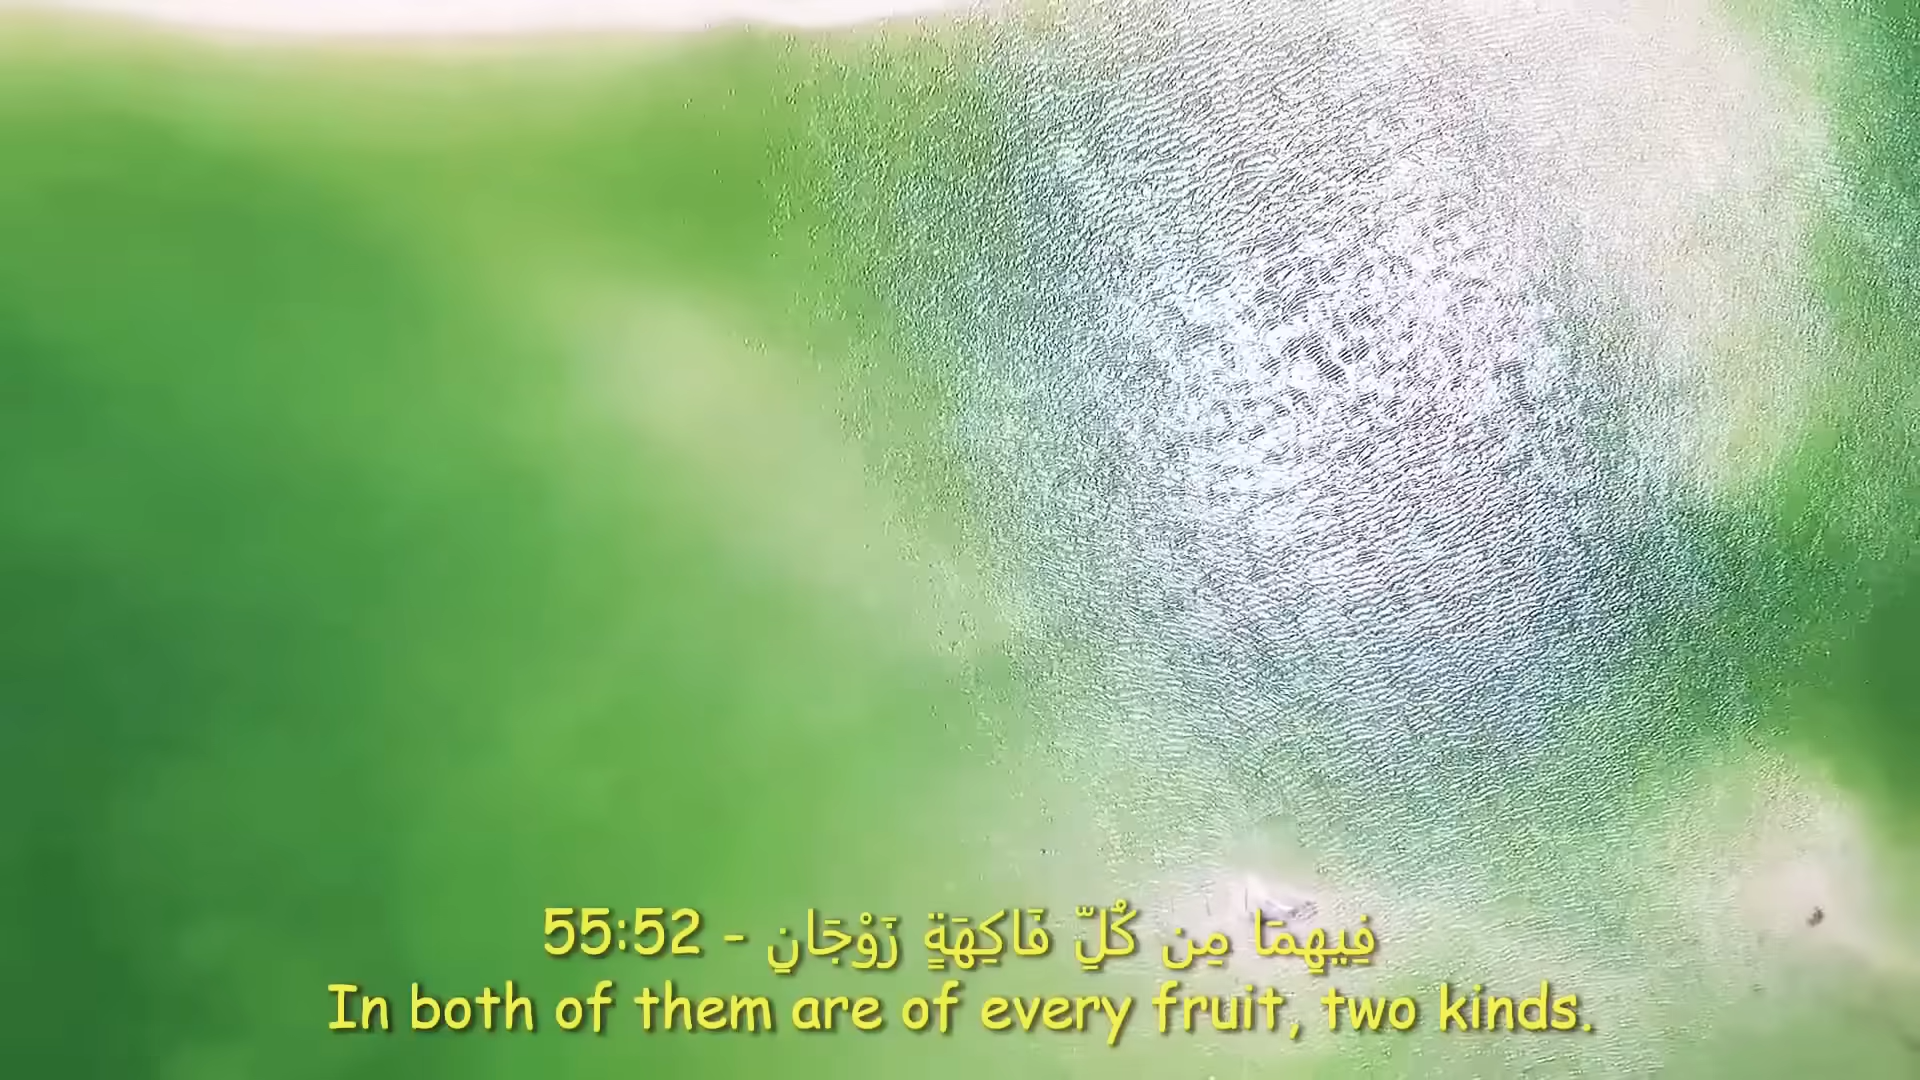 فِيهِمَا مِن كُلِّ فَاكِهَةٍ زَوْجَانِ - 55:52
In both of them are of every fruit, two kinds.